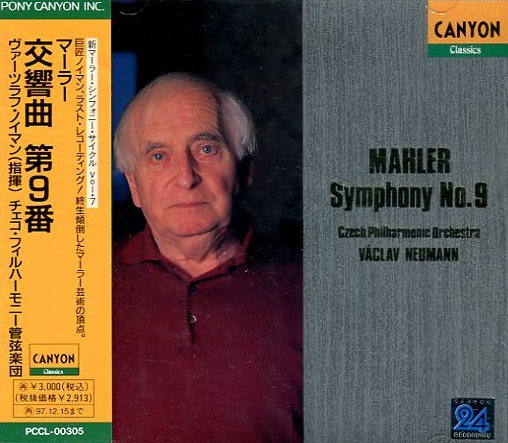 PONY CANYON INC.
新マーラー・シンフォニー・サイクル Vol・7
巨匠ノイマン、ラスト・レコーディング!終生傾倒したマーラー芸術の頂点。
マーラー
交響曲 第9番
ヴァーツラフ・ノイマン(指揮) チェコ・フィルハーモニー管弦楽団
CANYON
Classics
再 ¥3,000(税込)
(税抜価格¥2,913)
再 97.12.15まで
PCCL-00305
CANYON
Classics
MAHLER
Symphony No.9
Czech Philharmonic Orchestra
VÁCLAV NEUMANN
CANYON
24
RECORDING